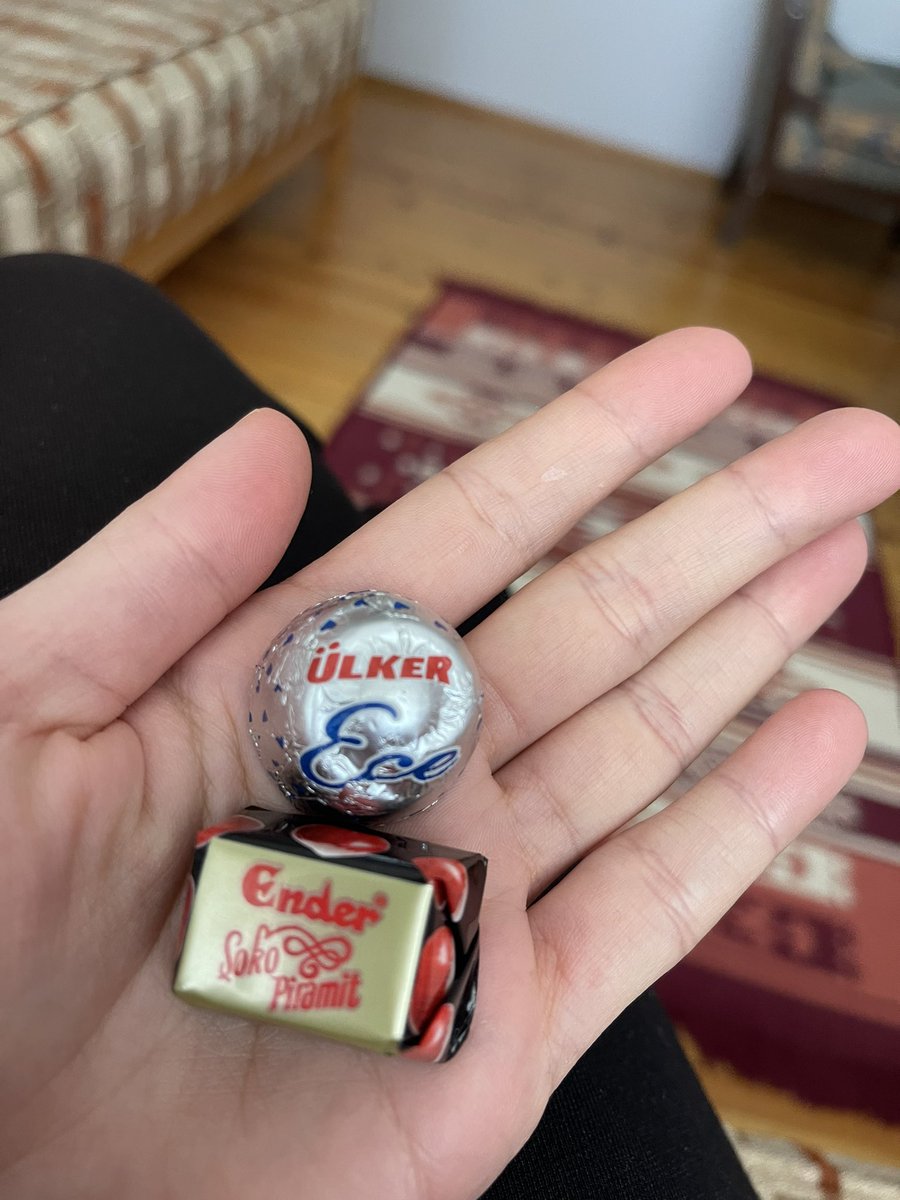 ÜLKER
Ece
Ender®
Şoko
Piramit